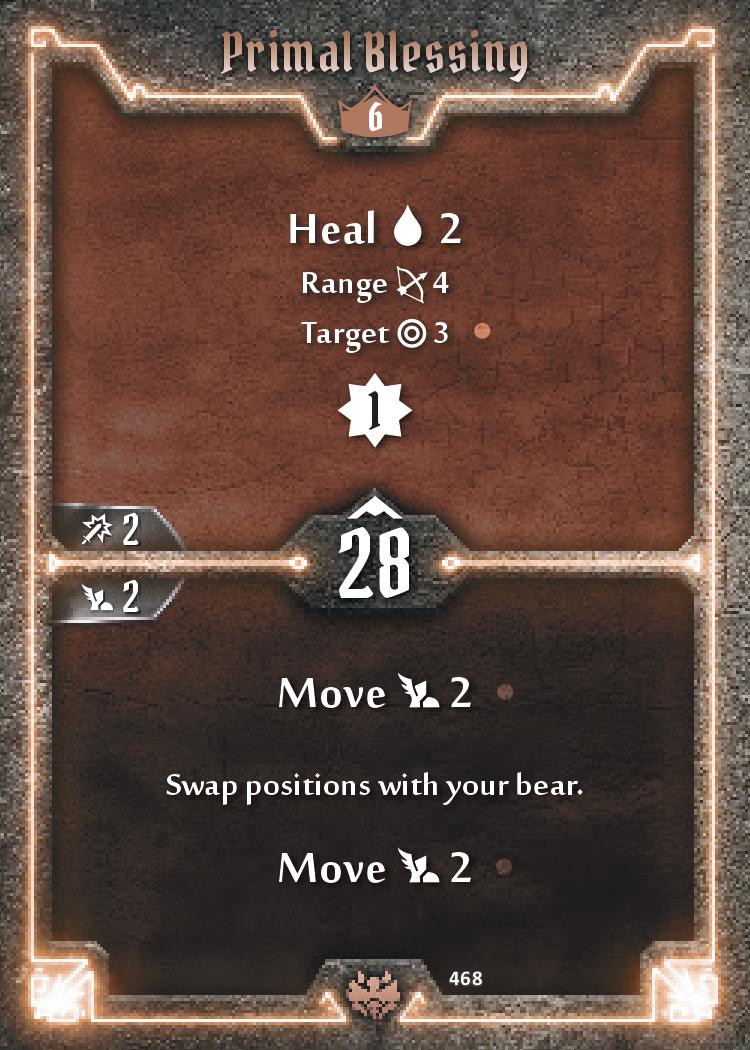 Primal Blessing
6
Heal 2
Range 4
Target 3
1
2
28
2
Move 2
Swap positions with your bear.
Move 2
468